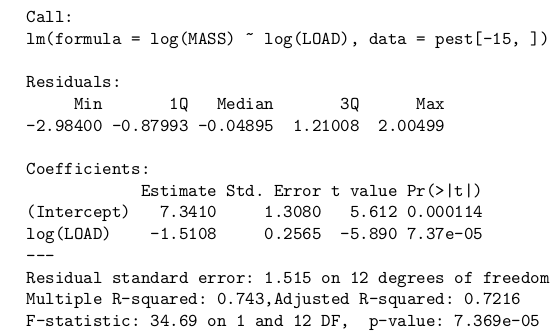 Call:
lm(formula = log(MASS) ~ log(LOAD), data = pest[-15, ])
Residuals:
Min 1Q Median 3Q Max
-2.98400 -0.87993 -0.04895 1.21008 2.00499
Coefficients:
Estimate Std. Error t value Pr(>|t|)
(Intercept) 7.3410 1.3080 5.612 0.000114
log(LOAD) -1.5108 0.2565 -5.890 7.37e-05
---
Residual standard error: 1.515 on 12 degrees of freedom
Multiple R-squared: 0.743,Adjusted R-squared: 0.7216
F-statistic: 34.69 on 1 and 12 DF, p-value: 7.369e-05